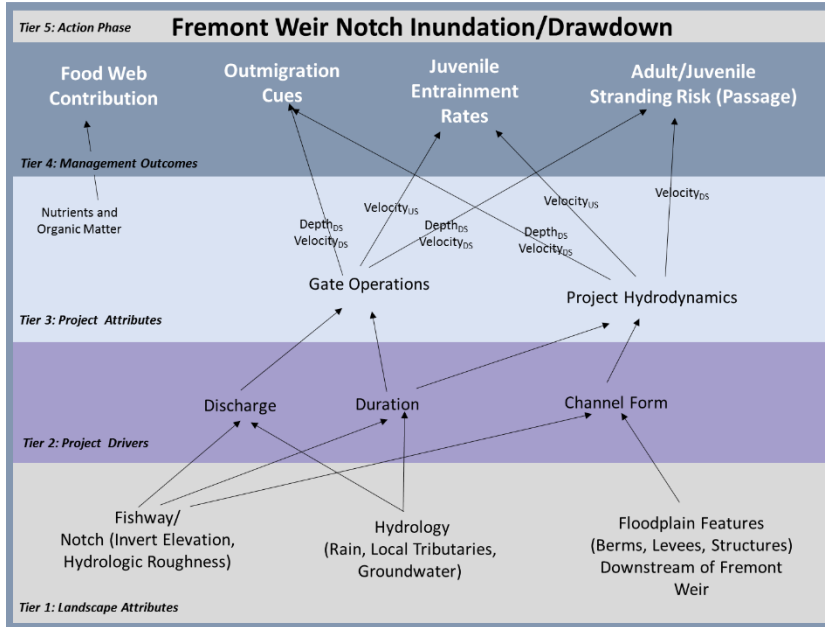 Tier 5: Action Phase
Fremont Weir Notch Inundation/Drawdown
Food Web
Contribution
Outmigration
Cues
Juvenile
Entrainment
Rates
Adult/Juvenile
Stranding Risk (Passage)
Tier 4: Management Outcomes
Nutrients and
Organic Matter
DepthDS
VelocityDS
VelocityUS
DepthDS
VelocityDS
VelocityUS
DepthDS
VelocityDS
VelocityDS
Gate Operations
Project Hydrodynamics
Tier 3: Project Attributes
Discharge
Duration
Channel Form
Tier 2: Project Drivers
Fishway/
Notch (Invert Elevation,
Hydrologic Roughness)
Hydrology
(Rain, Local Tributaries,
Groundwater)
Floodplain Features
(Berms, Levees, Structures)
Downstream of Fremont
Weir
Tier 1: Landscape Attributes